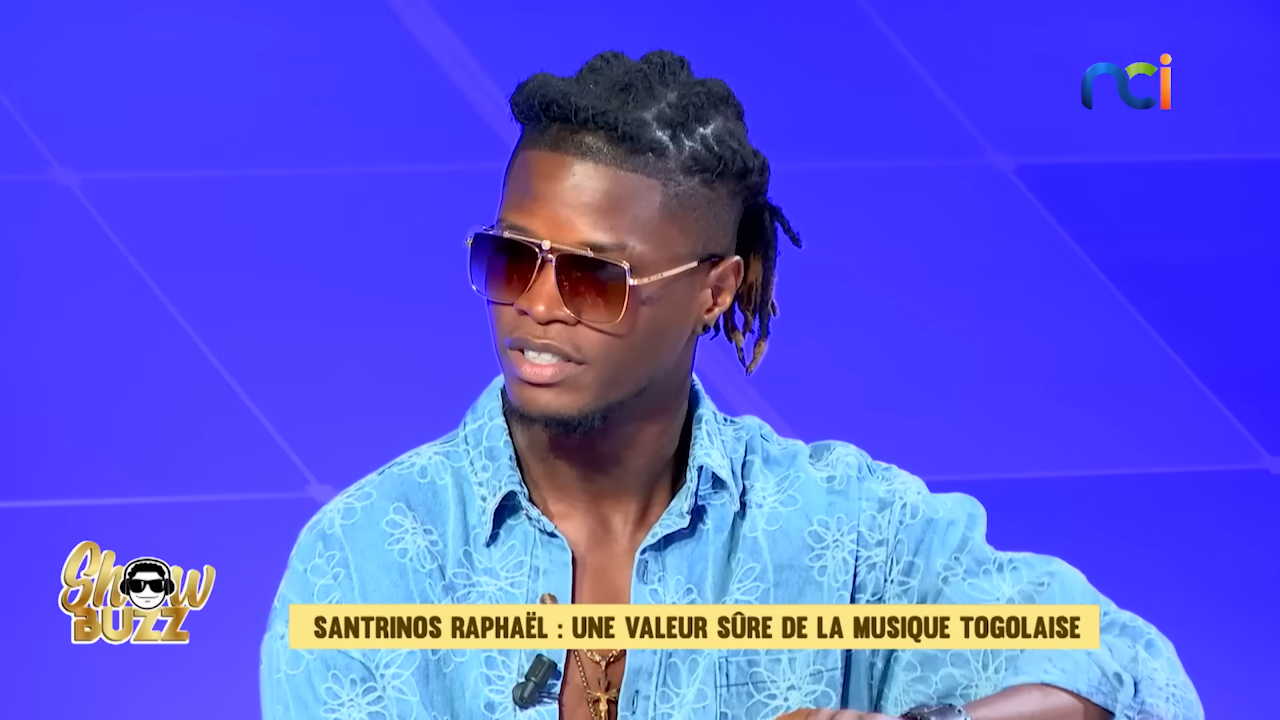 nci
SANTRINOS RAPHAËL : UNE VALEUR SÛRE DE LA MUSIQUE TOGOLAISE
Show
BUZZ